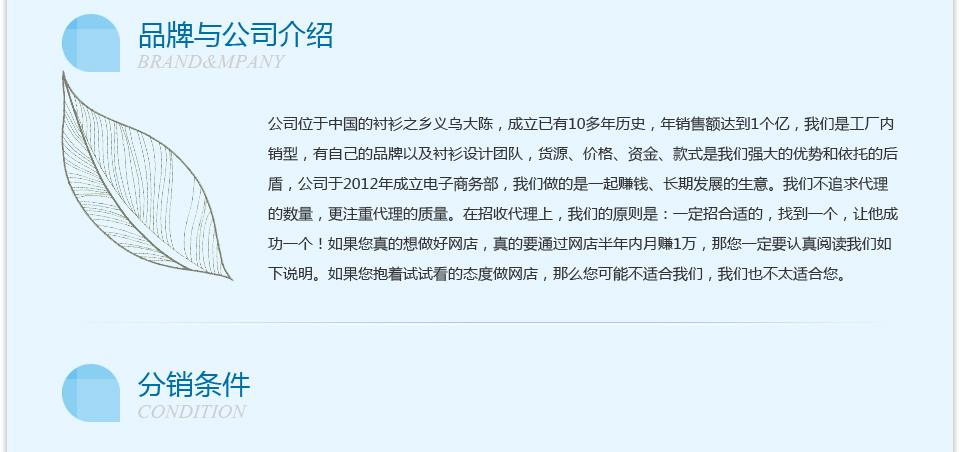 品牌与公司介绍
BRAND&MPANY
公司位于中国的衬衫之乡义乌大陈，成立已有10多年历史，年销售额达到1个亿，我们是工厂内
销型，有自己的品牌以及衬衫设计团队，货源、价格、资金、款式是我们强大的优势和依托的后
盾，公司于2012年成立电子商务部，我们做的是一起赚钱、长期发展的生意。我们不追求代理
的数量，更注重代理的质量。在招收代理上，我们的原则是：一定招合适的，找到一个，让他成
功一个！如果您真的想做好网店，真的要通过网店半年内月赚1万，那您一定要认真阅读我们如
下说明。如果您抱着试试看的态度做网店，那么您可能不适合我们，我们也不太适合您。
分销条件
CONDITION